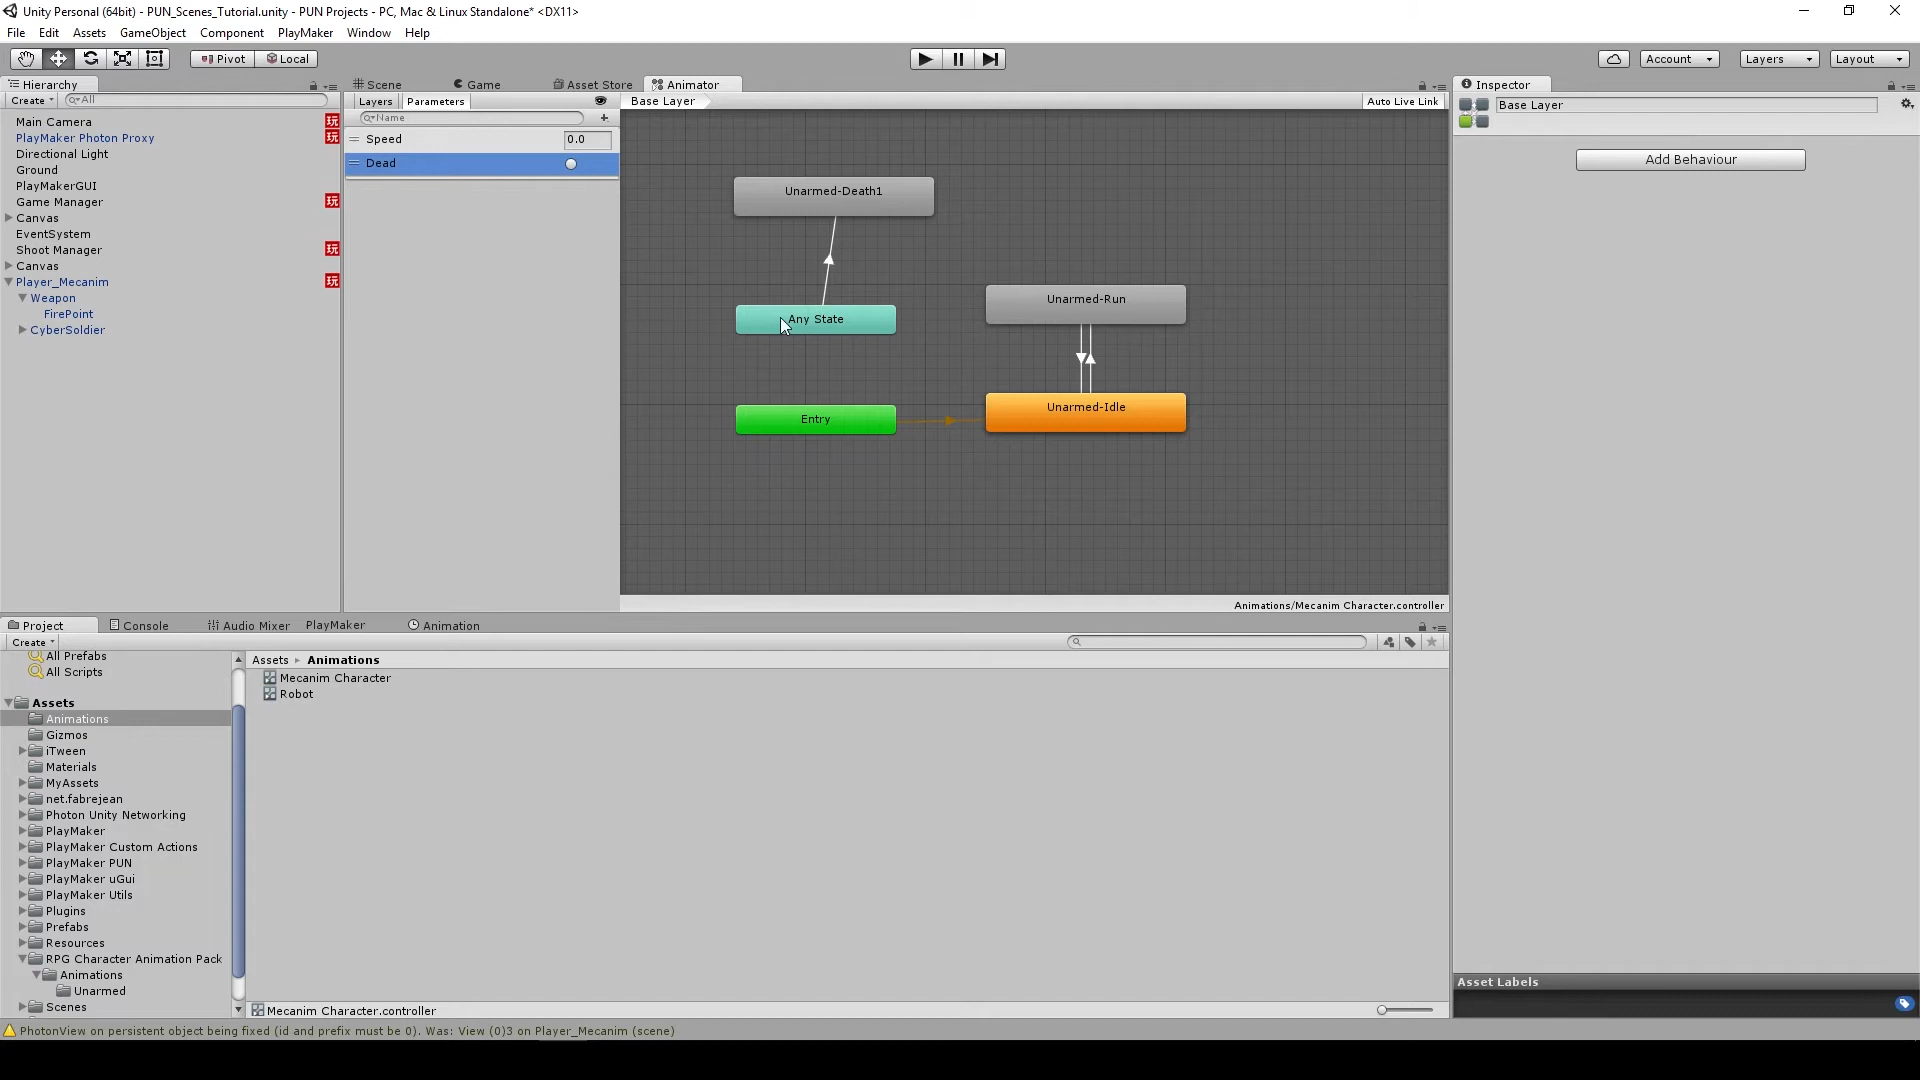 Unity Personal (64bit) - PUN_Scenes_Tutorial.unity - PUN Projects - PC, Mac & Linux Standalone* <DX11>
File Edit Assets GameObject Component PlayMaker Window Help
Pivot Local Account Layers Layout
Hierarchy
Create All
Main Camera 玩
PlayMaker Photon Proxy 玩
Directional Light
Ground
PlayMakerGUI
Game Manager 玩
Canvas
EventSystem
Shoot Manager 玩
Canvas
Player_Mecanim 玩
Weapon
FirePoint
CyberSoldier
Scene Game Asset Store Animator
Layers Parameters
Name +
Speed 0.0
Dead
Base Layer Auto Live Link
Unarmed-Death1
Any State
Entry
Unarmed-Run
Unarmed-Idle
Animations/Mecanim Character.controller
Inspector
Base Layer
Add Behaviour
Asset Labels
Project Console Audio Mixer PlayMaker Animation
Create
All Prefabs
All Scripts
Assets
Animations
Gizmos
iTween
Materials
MyAssets
net.fabrejean
Photon Unity Networking
PlayMaker
PlayMaker Custom Actions
PlayMaker PUN
PlayMaker uGui
PlayMaker Utils
Plugins
Prefabs
Resources
RPG Character Animation Pack
Animations
Unarmed
Scenes
Assets Animations
Mecanim Character
Robot
Mecanim Character.controller
PhotonView on persistent object being fixed (id and prefix must be 0). Was: View (0)3 on Player_Mecanim (scene)